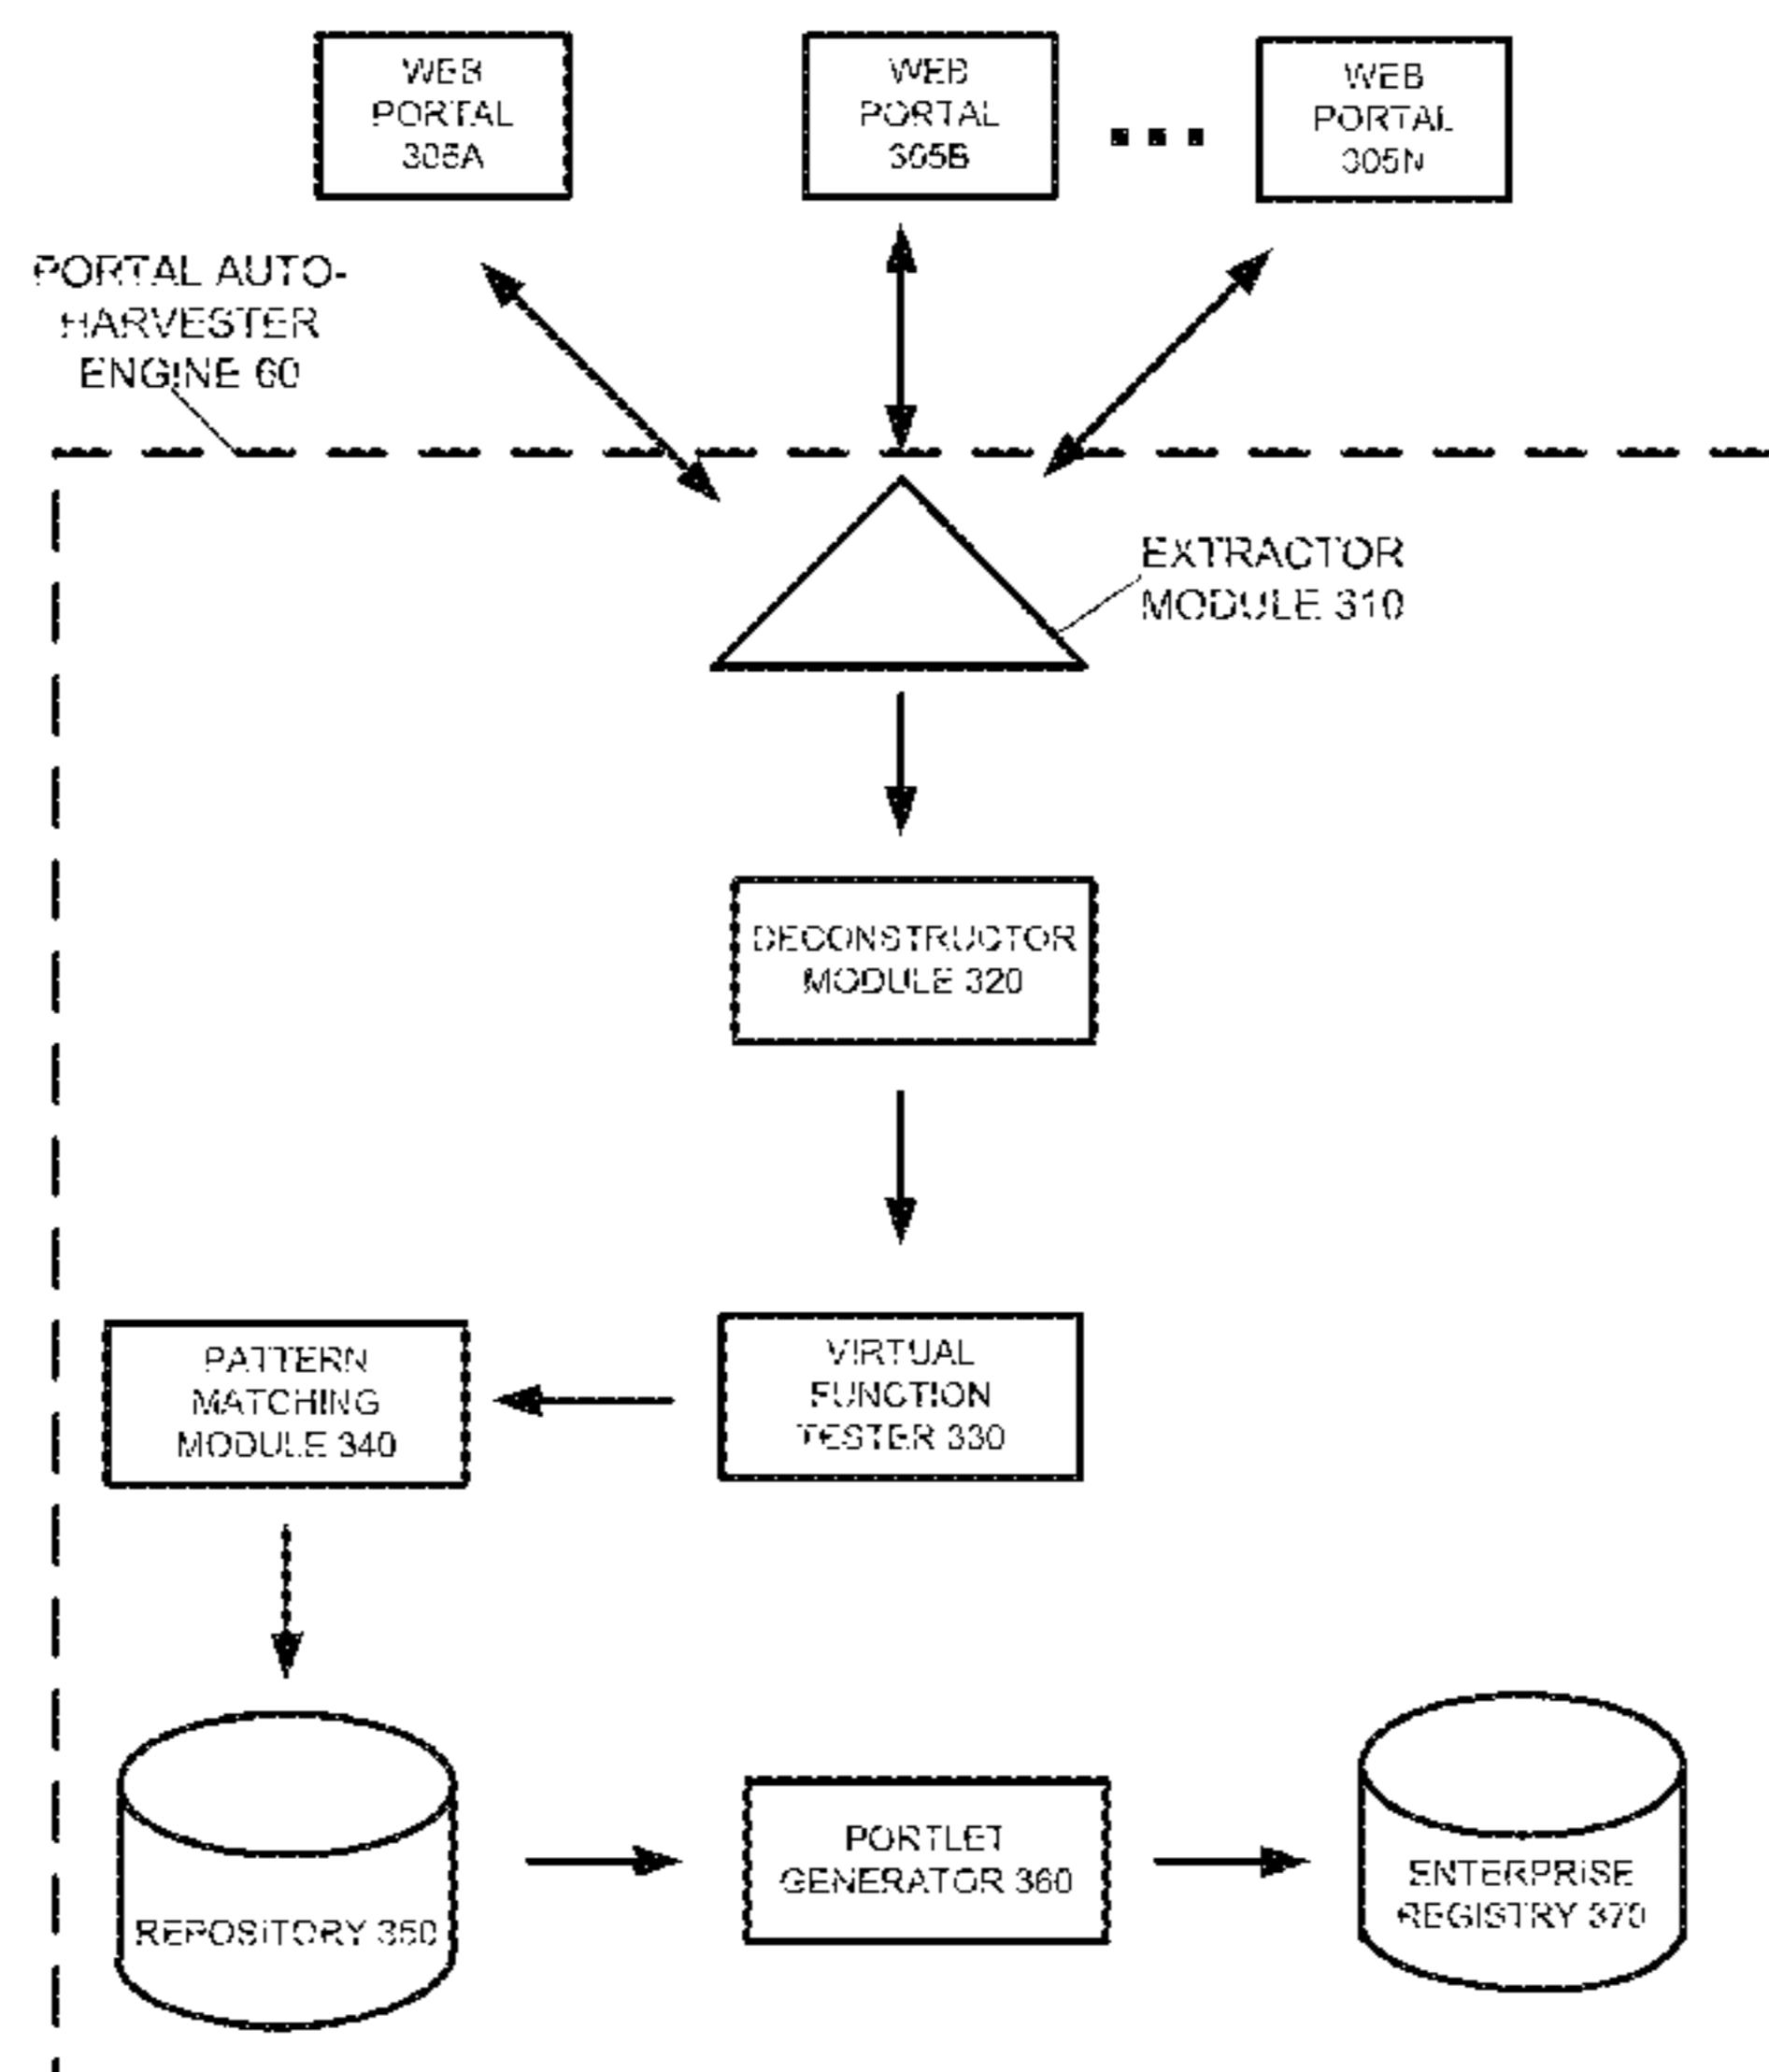 WEB
PORTAL
305A
WEB
PORTAL
305B
WEB
PORTAL
305N
PORTAL AUTO-
HARVESTER
ENGINE 60
EXTRACTOR
MODULE 310
DECONSTRUCTOR
MODULE 320
PATTERN
MATCHING
MODULE 340
VIRTUAL
FUNCTION
TESTER 330
REPOSITORY 350
PORTLET
GENERATOR 360
ENTERPRISE
REGISTRY 370